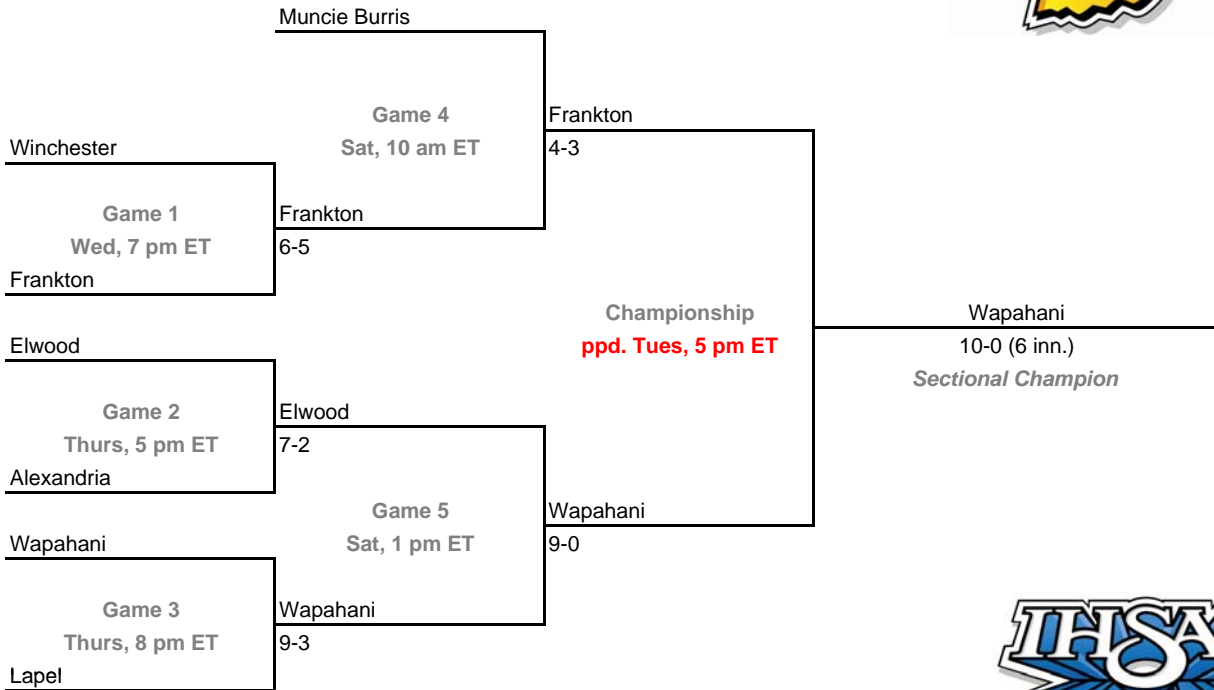 Muncie Burris
Game 4
Sat, 10 am ET
Frankton
4-3
Winchester
Game 1
Wed, 7 pm ET
Frankton
Frankton
6-5
Championship
ppd. Tues, 5 pm ET
Wapahani
10-0 (6 inn.)
Sectional Champion
Elwood
Game 2
Thurs, 5 pm ET
Alexandria
Elwood
7-2
Game 5
Sat, 1 pm ET
Wapahani
9-0
Wapahani
Game 3
Thurs, 8 pm ET
Lapel
Wapahani
9-3
IHSA